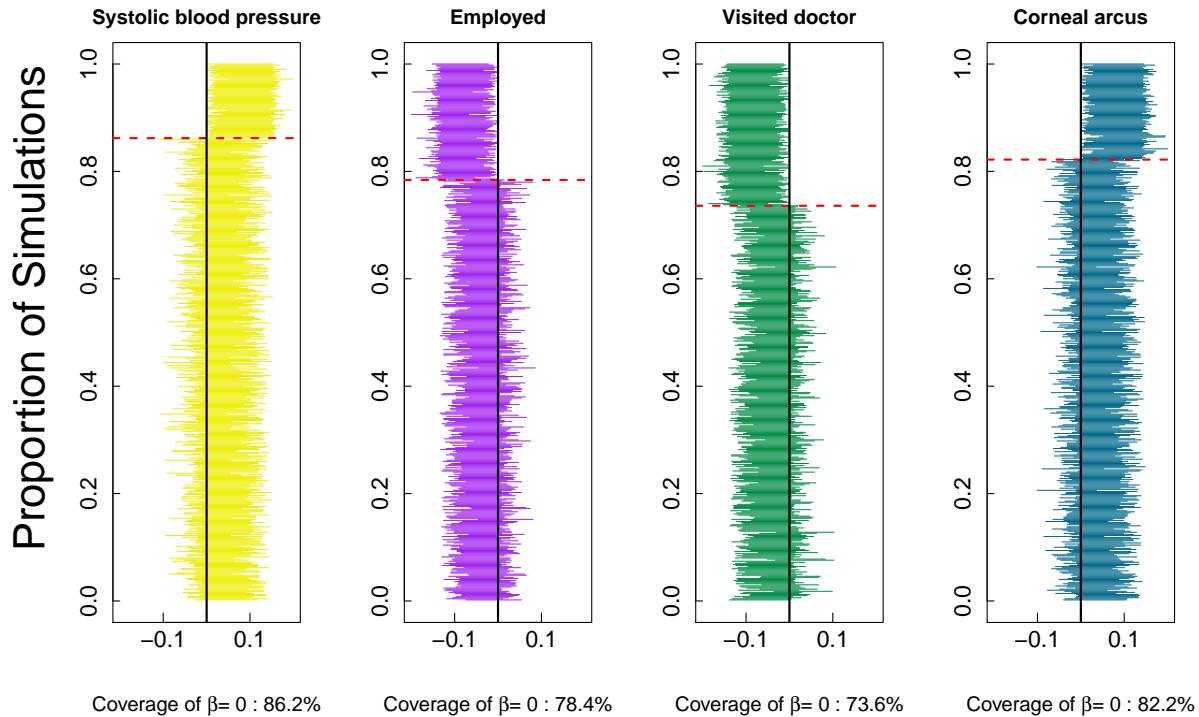 Systolic blood pressure Employed Visited doctor Corneal arcus
Proportion of Simulations
1.0 1.0 1.0 1.0
0.8 0.8 0.8 0.8
0.6 0.6 0.6 0.6
0.4 0.4 0.4 0.4
0.2 0.2 0.2 0.2
0.0 0.0 0.0 0.0
−0.1 0.1 −0.1 0.1 −0.1 0.1 −0.1 0.1
Coverage of β= 0 : 86.2% Coverage of β= 0 : 78.4% Coverage of β= 0 : 73.6% Coverage of β= 0 : 82.2%